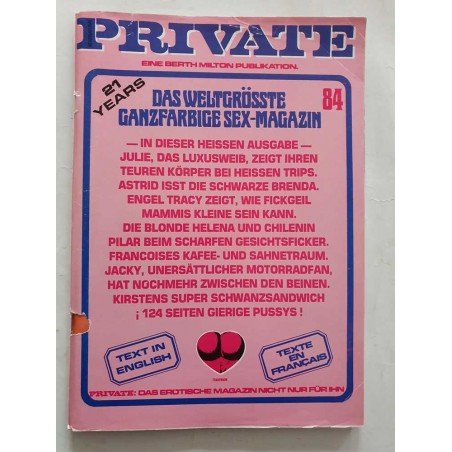 PRIVATE
EINE BERTH MILTON PUBLIKATION.
21 YEARS
DAS WELTGRÖSSTE
GANZFARBIGE SEX-MAGAZIN
84
— IN DIESER HEISSEN AUSGABE —
JULIE, DAS LUXUSWEIB, ZEIGT IHREN
TEUREN KÖRPER BEI HEISSEN TRIPS.
ASTRID ISST DIE SCHWARZE BRENDA.
ENGEL TRACY ZEIGT, WIE FICKGEIL
MAMMIS KLEINE SEIN KANN.
DIE BLONDE HELENA UND CHILENIN
PILAR BEIM SCHARFEN GESICHTSFICKER.
FRANCOISES KAFEE- UND SAHNETRAUM.
JACKY, UNERSÄTTLICHER MOTORRADFAN,
HAT NOCHMEHR ZWISCHEN DEN BEINEN.
KIRSTENS SUPER SCHWANZSANDWICH
¡ 124 SEITEN GIERIGE PUSSYS !
TEXT IN
ENGLISH
TEXTE
EN
FRANÇAIS
PRIVATE: DAS EROTISCHE MAGAZIN NICHT NUR FÜR IHN